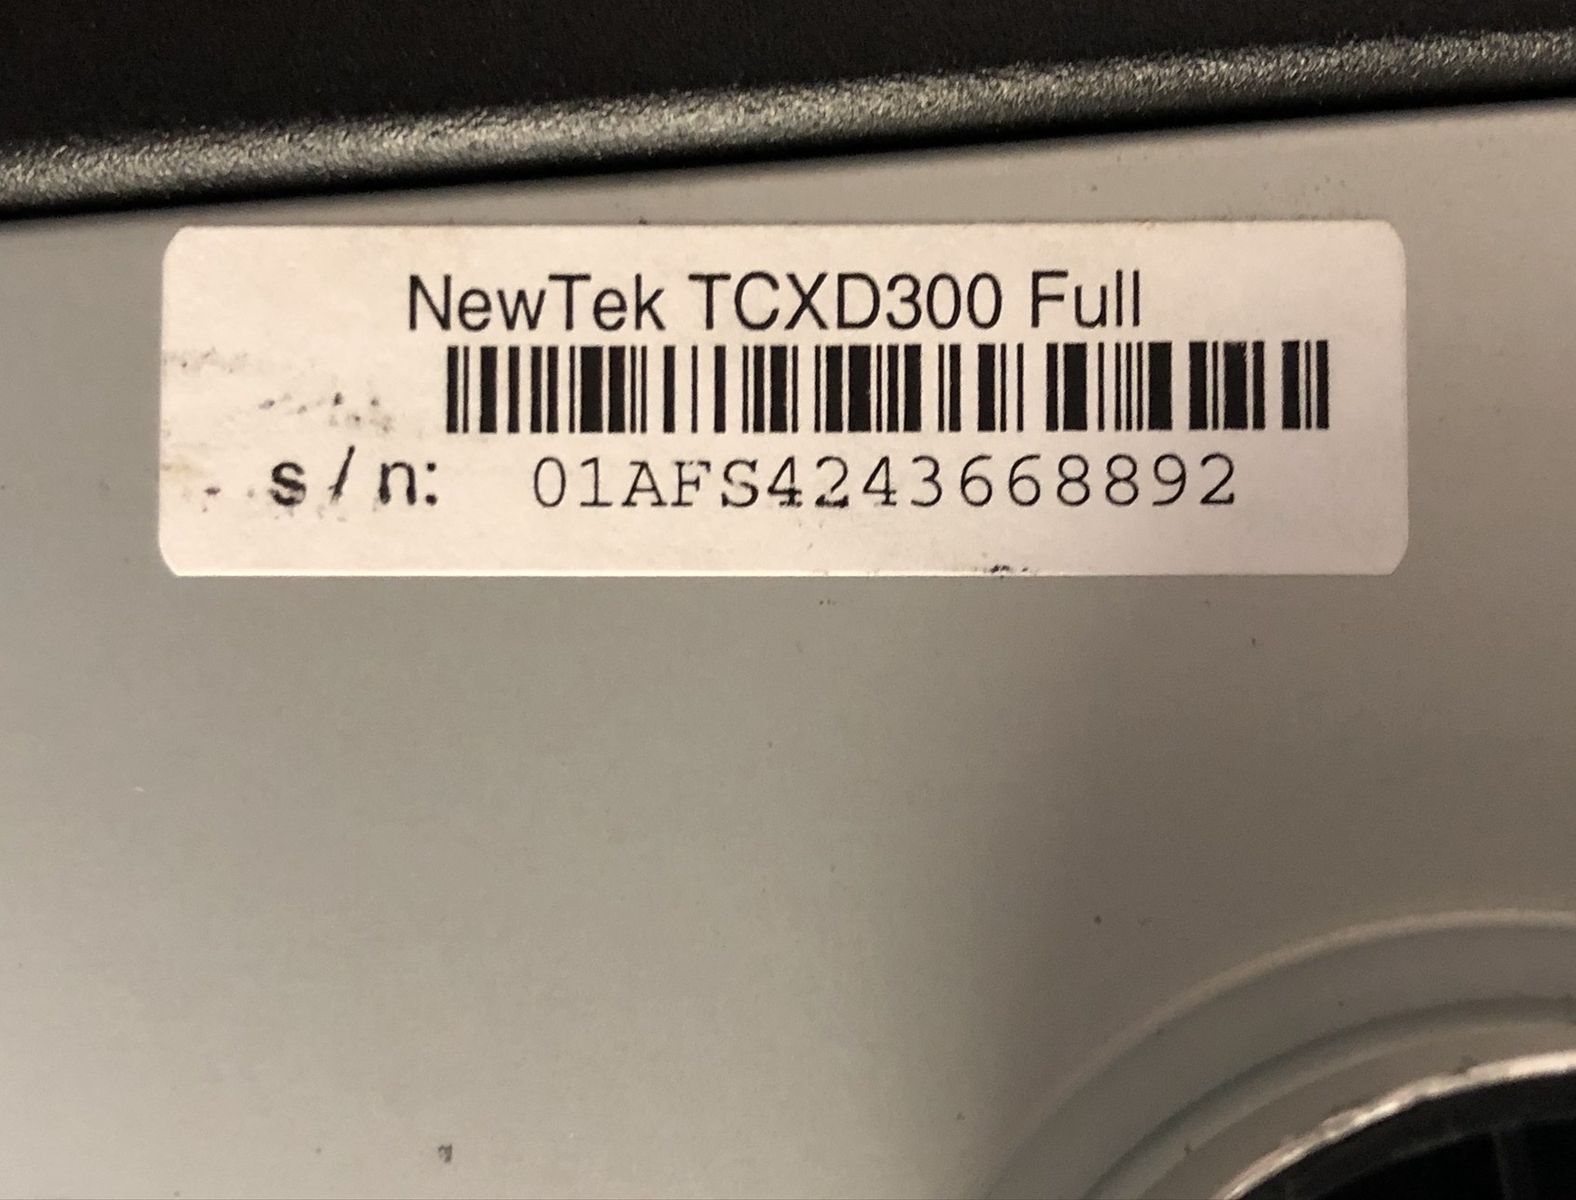 NewTek TCXD300 Full
s/n: 01AFS4243668892